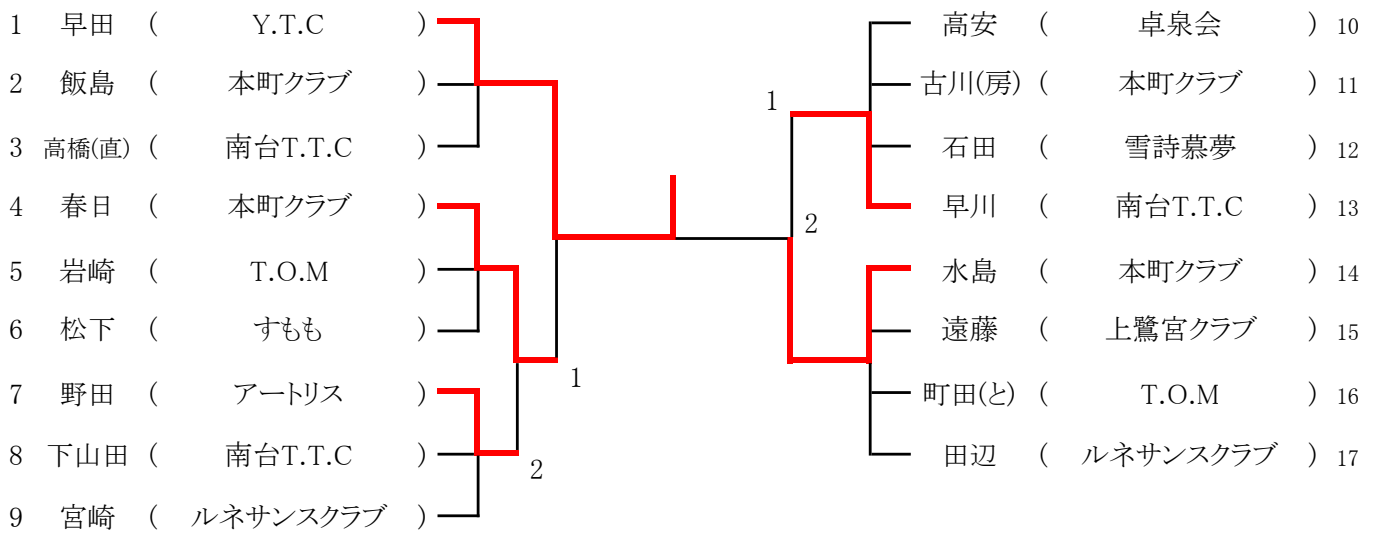 1 早田 ( Y.T.C )
2 飯島 ( 本町クラブ )
3 高橋(直) ( 南台T.T.C )
4 春日 ( 本町クラブ )
5 岩崎 ( T.O.M )
6 松下 ( すもも )
7 野田 ( アートリス )
8 下山田 ( 南台T.T.C )
9 宮崎 ( ルネサンスクラブ )
1
2
1
2
高安 ( 卓泉会 ) 10
古川(房) ( 本町クラブ ) 11
石田 ( 雪詩慕夢 ) 12
早川 ( 南台T.T.C ) 13
水島 ( 本町クラブ ) 14
遠藤 ( 上鷺宮クラブ ) 15
町田(と) ( T.O.M ) 16
田辺 ( ルネサンスクラブ ) 17